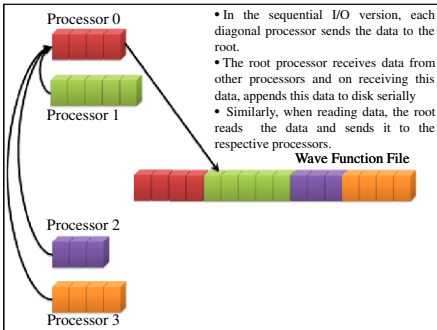 Processor 0
Processor 1
• In the sequential I/O version, each
diagonal processor sends the data to the
root.
• The root processor receives data from
other processors and on receiving this
data, appends this data to disk serially
• Similarly, when reading data, the root
reads the data and sends it to the
respective processors.
Wave Function File
Processor 2
Processor 3